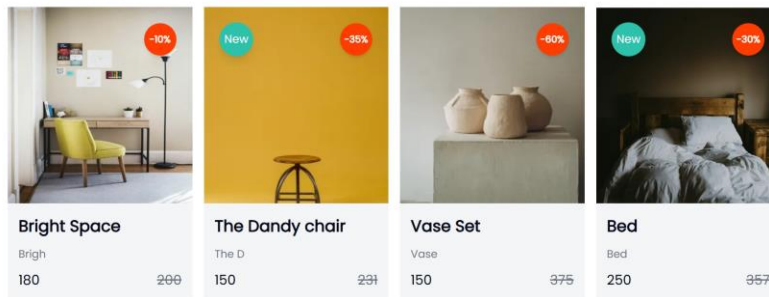 -10%
New
-35%
-60%
New
-30%
Bright Space
Brigh
180 200
The Dandy chair
The D
150 231
Vase Set
Vase
150 375
Bed
Bed
250 357